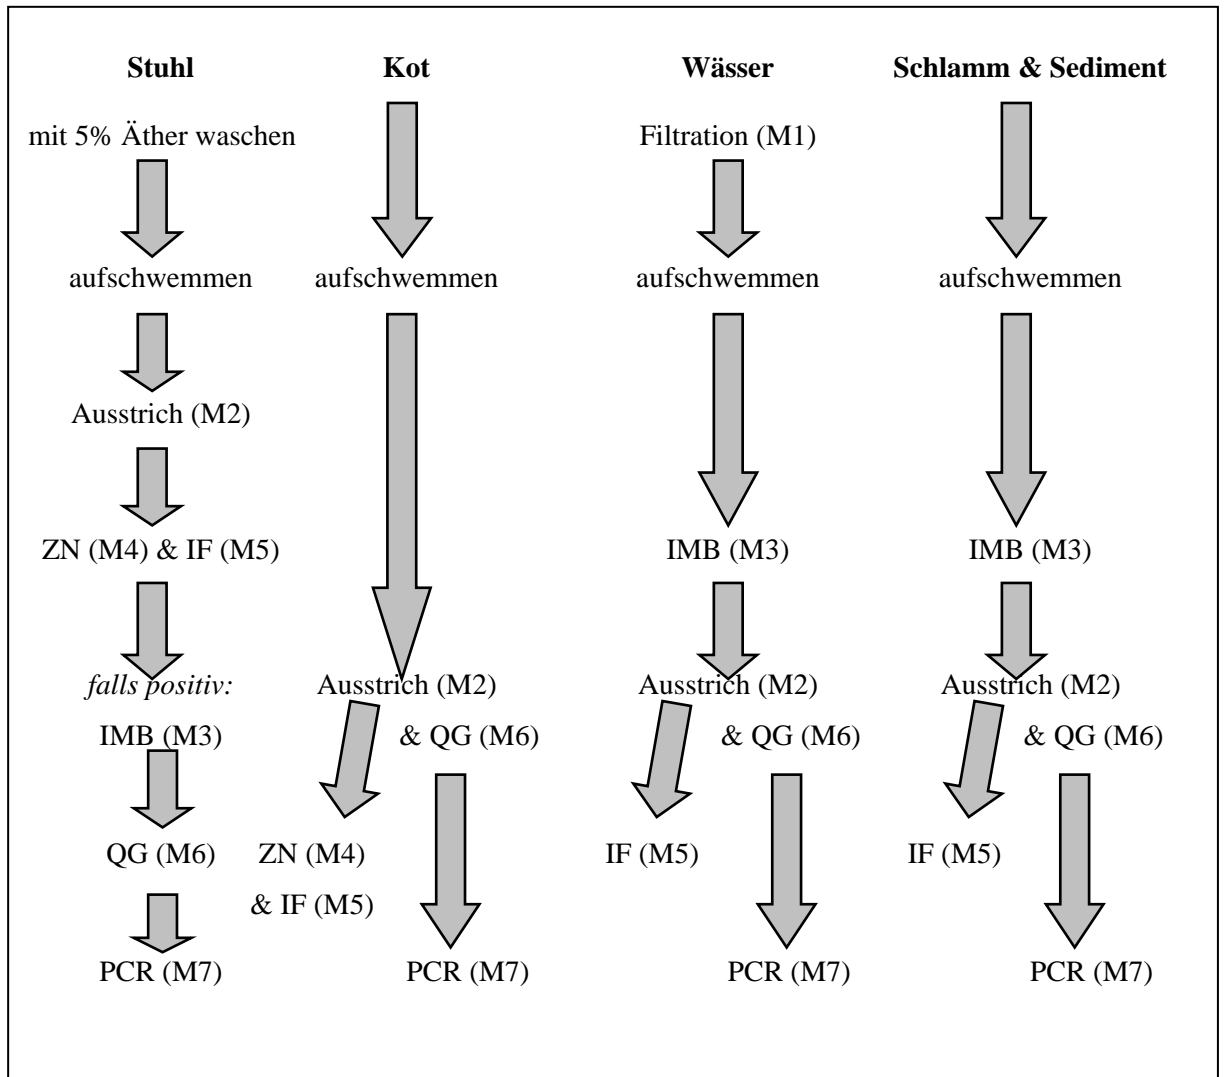 Stuhl Kot Wässer Schlamm & Sediment
mit 5% Äther waschen Filtration (M1)
aufschwemmen aufschwemmen aufschwemmen aufschwemmen
Ausstrich (M2)
ZN (M4) & IF (M5) IMB (M3) IMB (M3)
falls positiv: Ausstrich (M2) Ausstrich (M2) Ausstrich (M2)
IMB (M3) & QG (M6) & QG (M6) & QG (M6)
QG (M6) ZN (M4) IF (M5) IF (M5)
& IF (M5)
PCR (M7) PCR (M7) PCR (M7) PCR (M7)